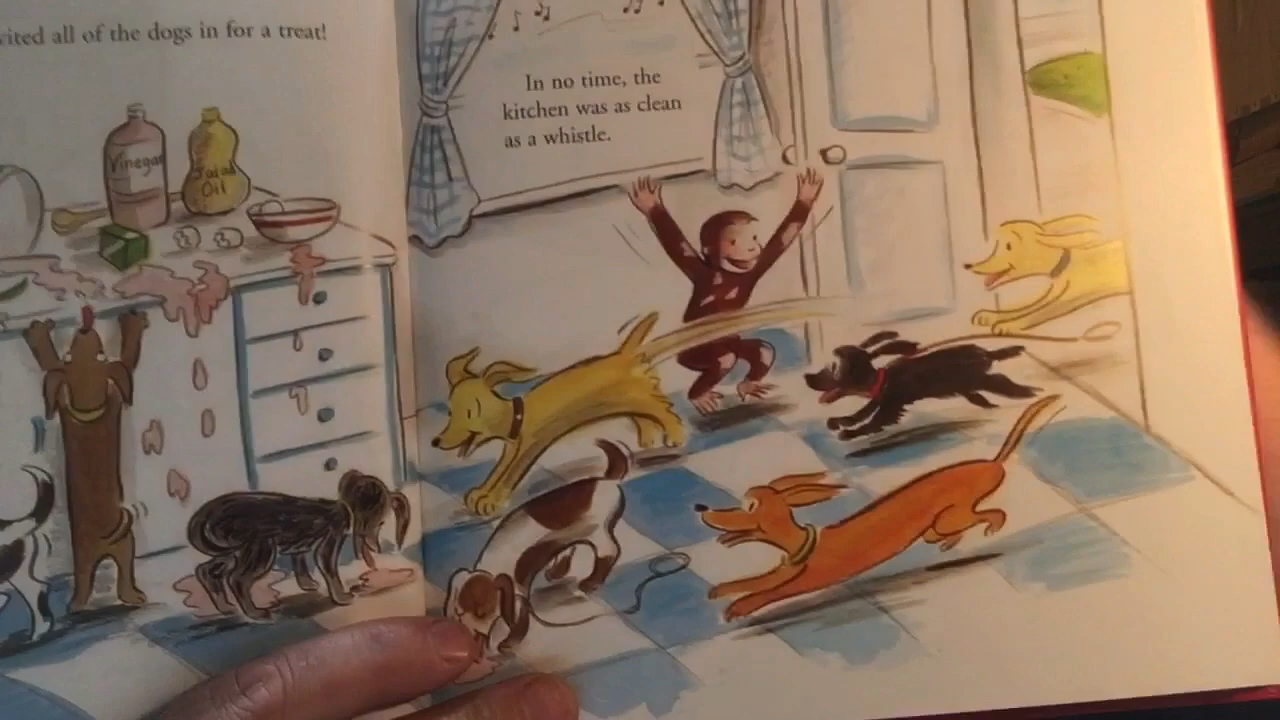 all of the dogs in for a treat!
In no time, the
kitchen was as clean
as a whistle.
Vinegar
Salad
Oil